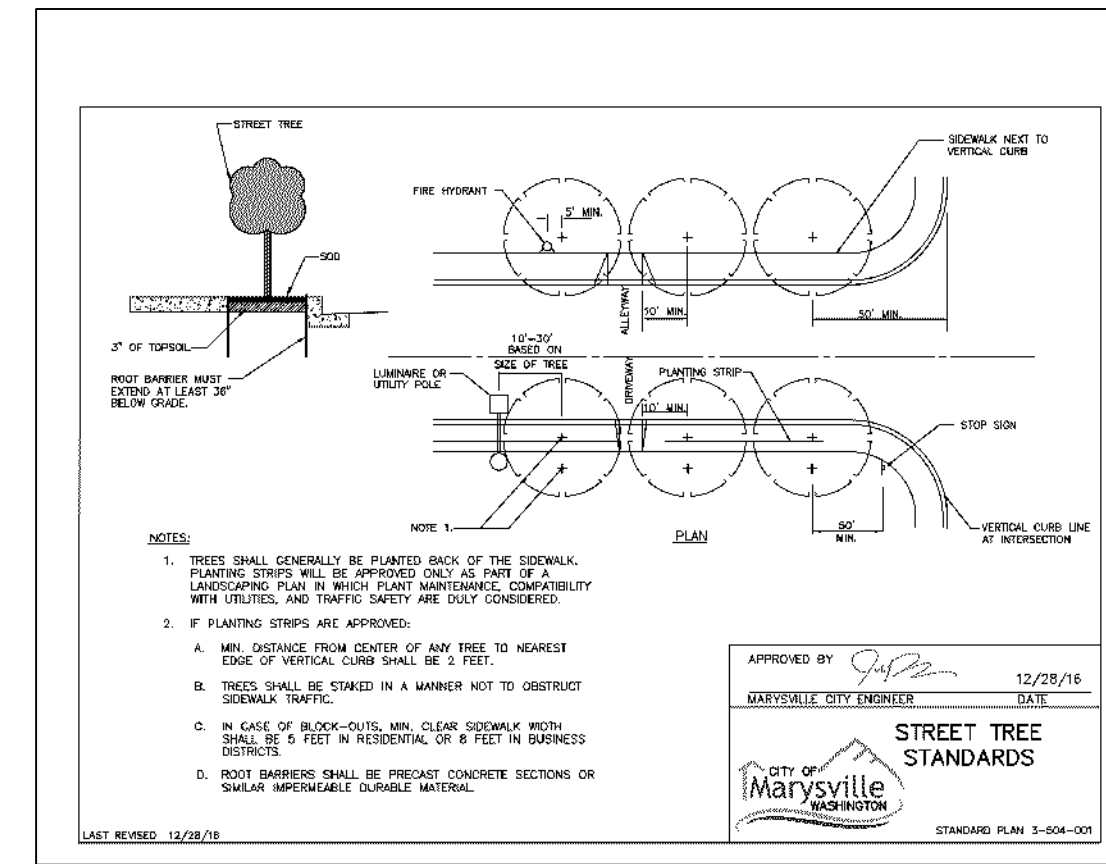 STREET TREE
SOD
3" OF TOPSOIL
ROOT BARRIER MUST
EXTEND AT LEAST 36"
BELOW GRADE.
SIDEWALK NEXT TO
VERTICAL CURB
FIRE HYDRANT
5' MIN.
ALLEYWAY
10' MIN.
50' MIN.
10'-30'
BASED ON
SIZE OF TREE
LUMINAIRE OR
UTILITY POLE
DRIVEWAY
PLANTING STRIP
10' MIN.
STOP SIGN
NOTE 1.
PLAN
50'
MIN.
VERTICAL CURB LINE
AT INTERSECTION
NOTES:
1. TREES SHALL GENERALLY BE PLANTED BACK OF THE SIDEWALK.
PLANTING STRIPS WILL BE APPROVED ONLY AS PART OF A
LANDSCAPING PLAN IN WHICH PLANT MAINTENANCE, COMPATIBILITY
WITH UTILITIES, AND TRAFFIC SAFETY ARE DULY CONSIDERED.
2. IF PLANTING STRIPS ARE APPROVED:
A. MIN. DISTANCE FROM CENTER OF ANY TREE TO NEAREST
EDGE OF VERTICAL CURB SHALL BE 2 FEET.
B. TREES SHALL BE STAKED IN A MANNER NOT TO OBSTRUCT
SIDEWALK TRAFFIC.
C. IN CASE OF BLOCK-OUTS, MIN. CLEAR SIDEWALK WIDTH
SHALL BE 5 FEET IN RESIDENTIAL OR 8 FEET IN BUSINESS
DISTRICTS.
D. ROOT BARRIERS SHALL BE PRECAST CONCRETE SECTIONS OR
SIMILAR IMPERMEABLE DURABLE MATERIAL
LAST REVISED 12/28/16
APPROVED BY
12/28/16
MARYSVILLE CITY ENGINEER DATE
STREET TREE
STANDARDS
CITY OF
Marysville
WASHINGTON
STANDARD PLAN 3-504-001